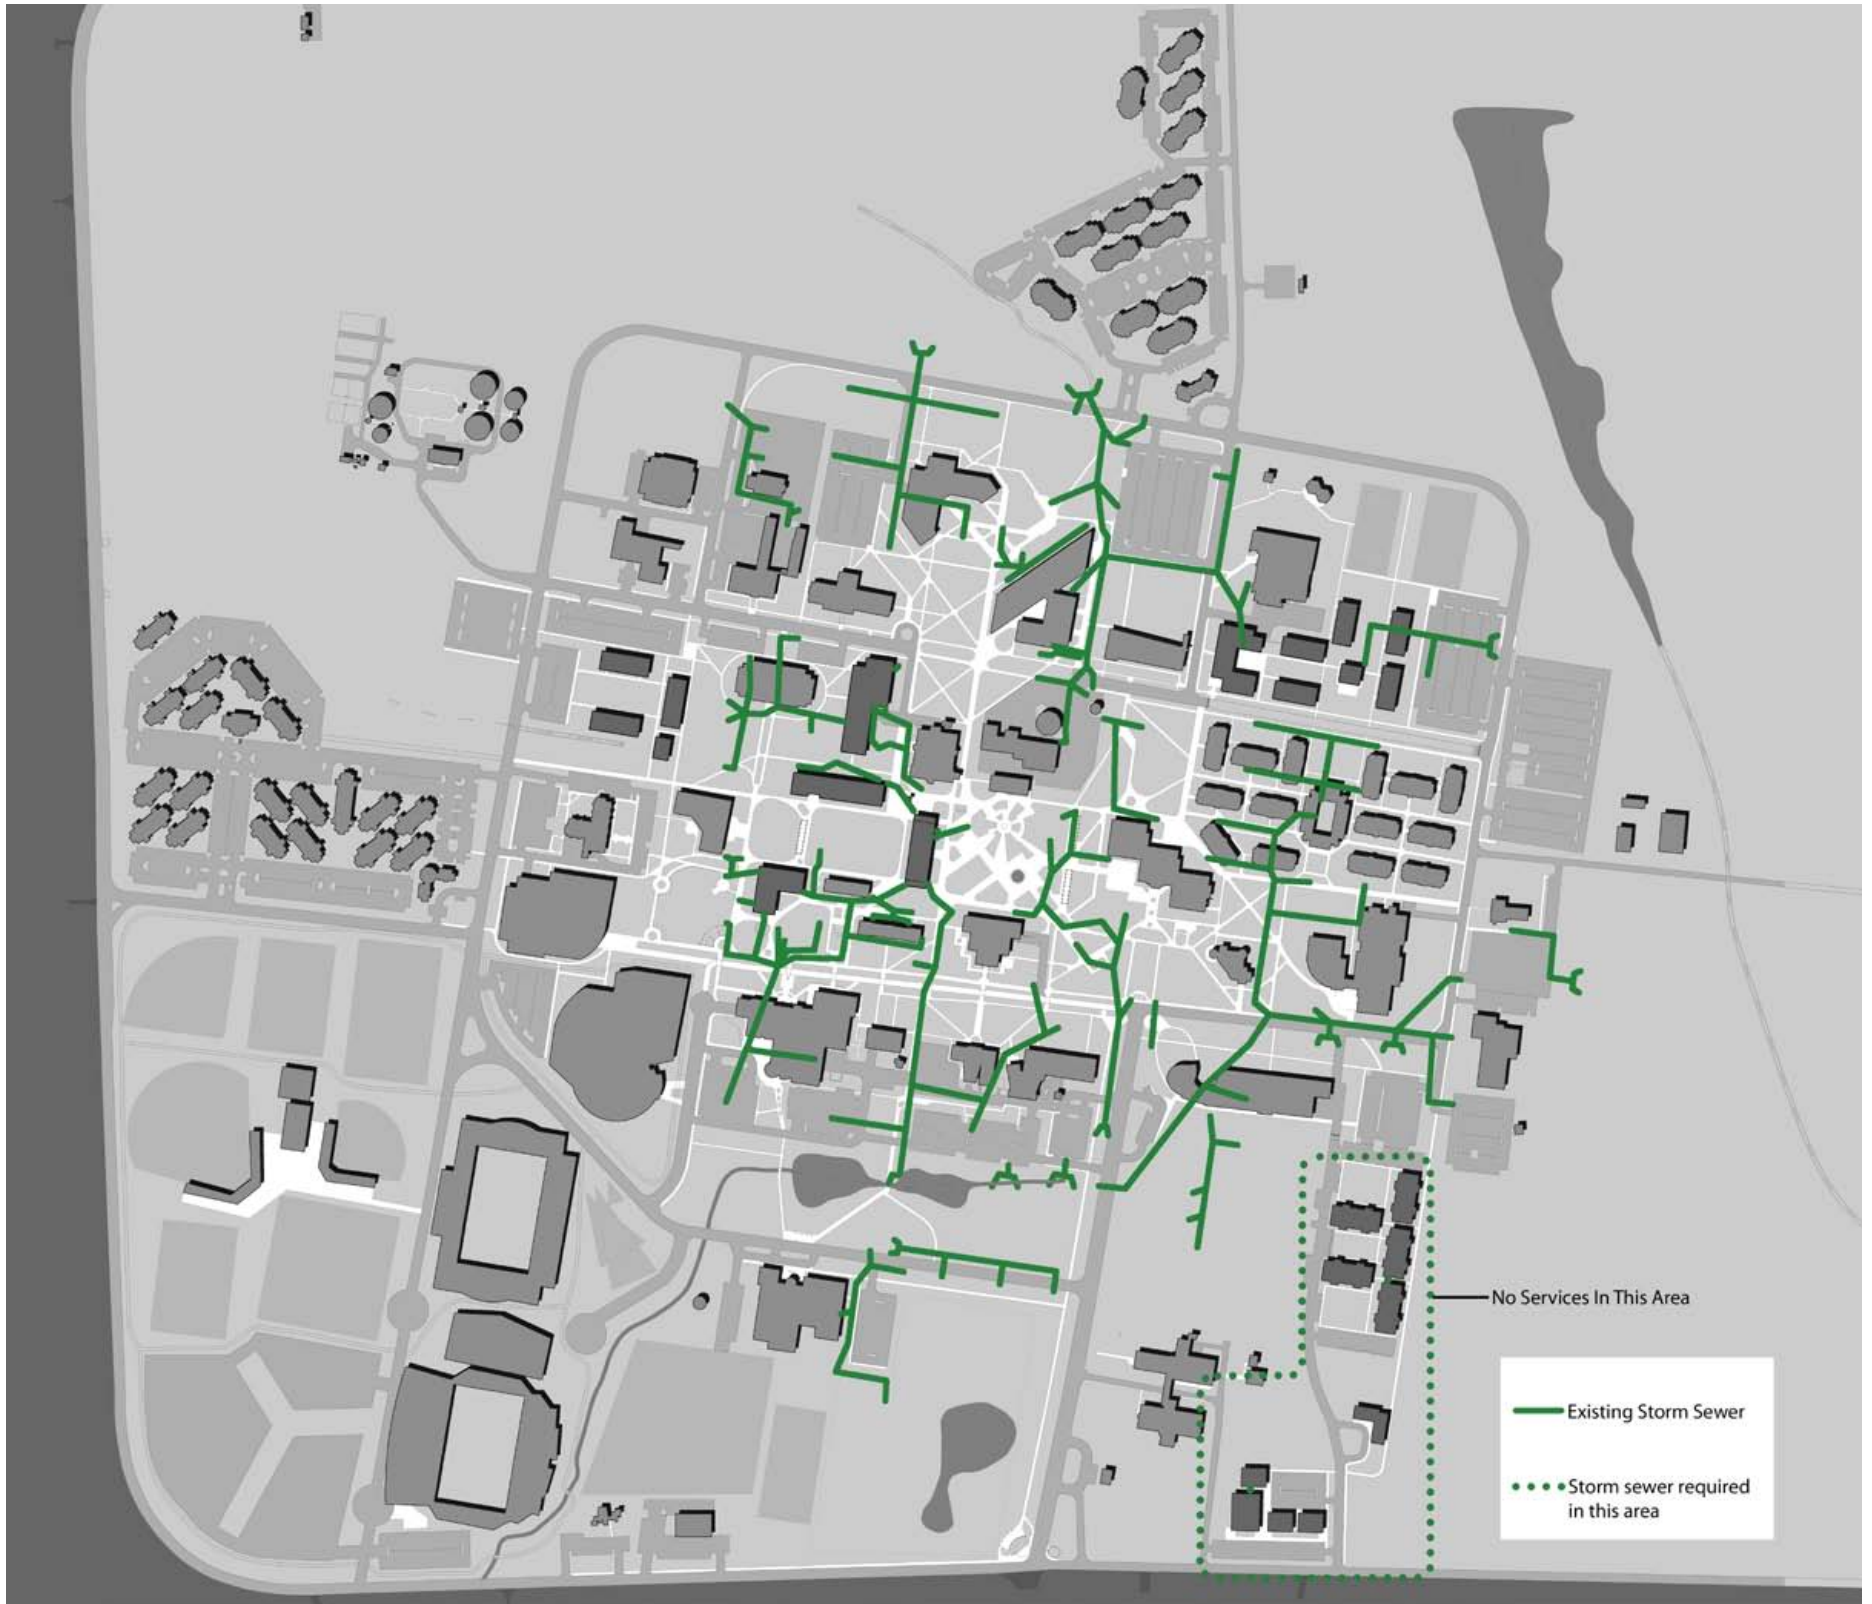 No Services In This Area
Existing Storm Sewer
Storm sewer required
in this area